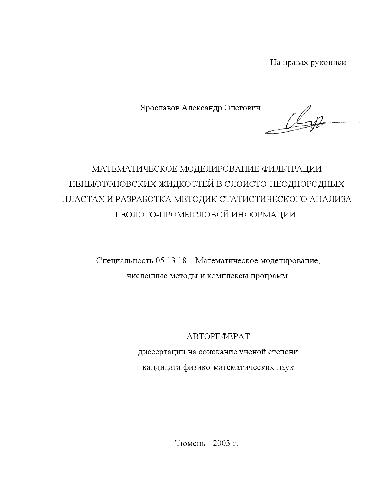 На правах рукописи
Ярославов Александр Олегович
МАТЕМАТИЧЕСКОЕ МОДЕЛИРОВАНИЕ ФИЛЬТРАЦИИ
НЕНЬЮТОНОВСКИХ ЖИДКОСТЕЙ В СЛОИСТО-НЕОДНОРОДНЫХ
ПЛАСТАХ И РАЗРАБОТКА МЕТОДИК СТАТИСТИЧЕСКОГО АНАЛИЗА
ГЕОЛОГО-ПРОМЫСЛОВОЙ ИНФОРМАЦИИ
Специальность 05.13.18 – Математическое моделирование,
численные методы и комплексы программ
АВТОРЕФЕРАТ
диссертации на соискание ученой степени
кандидата физико-математических наук
Тюмень – 2003 г.